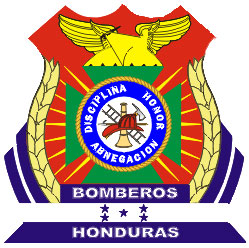 DISCIPLINA HONOR
ABNEGACION
BOMBEROS
HONDURAS